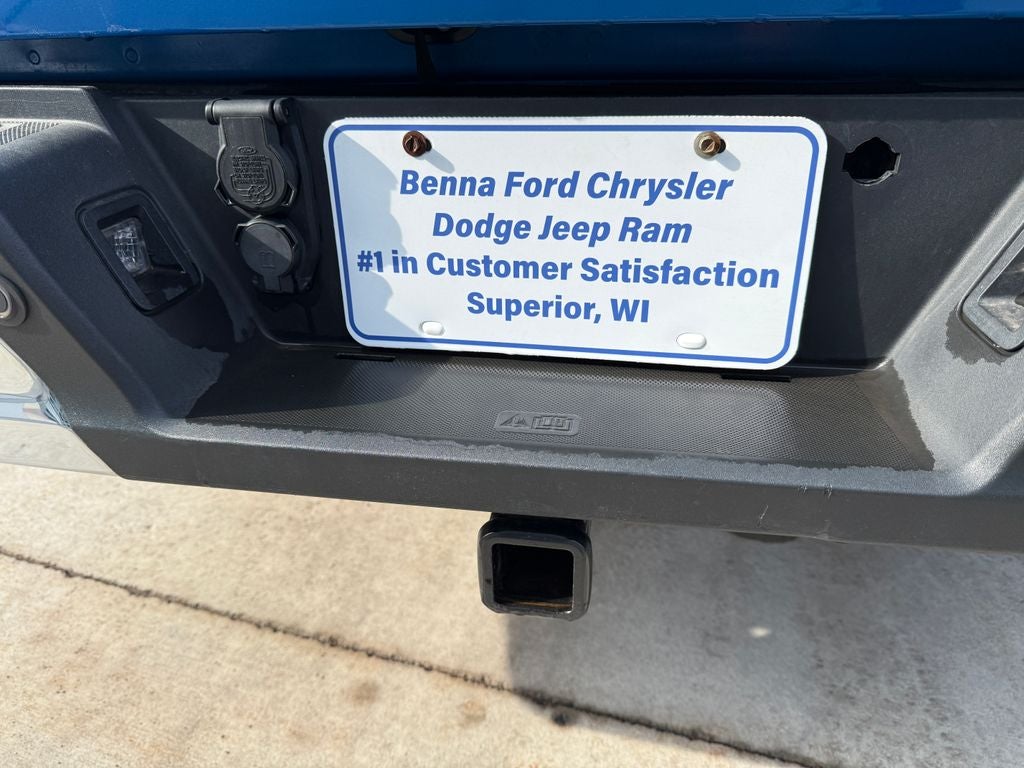 Benna Ford Chrysler
Dodge Jeep Ram
#1 in Customer Satisfaction
Superior, WI